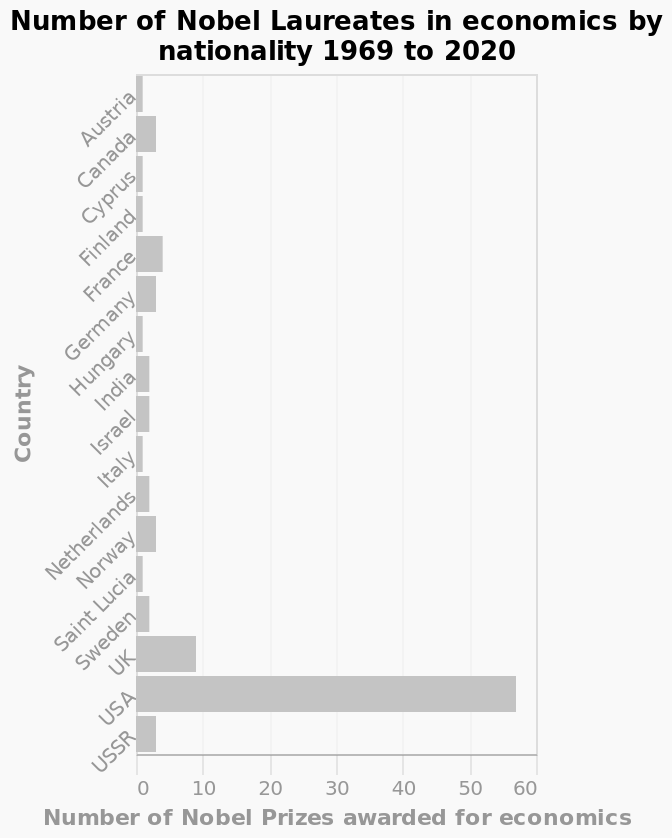 Number of Nobel Laureates in economics by
nationality 1969 to 2020
Country
Austria
Canada
Cyprus
Finland
France
Germany
Hungary
India
Israel
Italy
Netherlands
Norway
Saint Lucia
Sweden
UK
USA
USSR
0 10 20 30 40 50 60
Number of Nobel Prizes awarded for economics